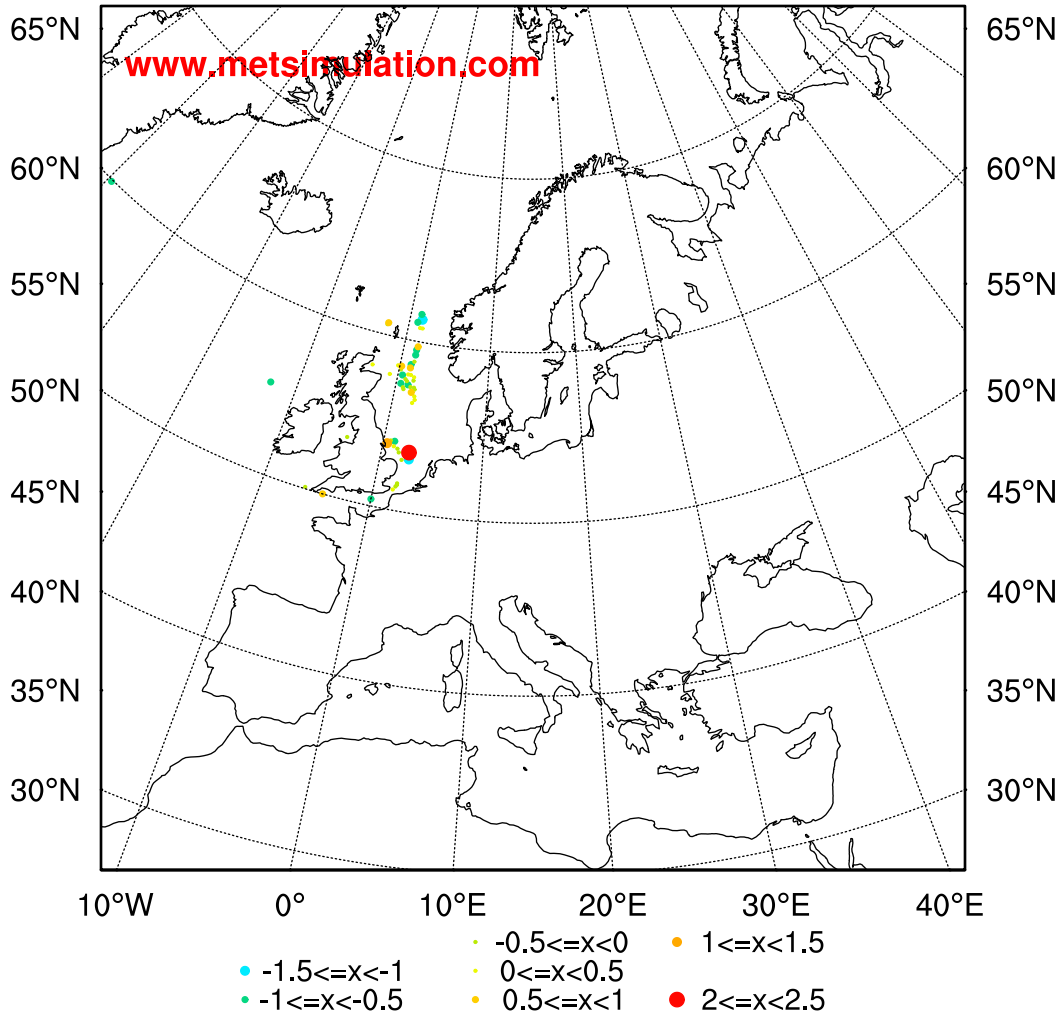 65°N 65°N
www.metsimulation.com
60°N 60°N
55°N 55°N
50°N 50°N
45°N 45°N
40°N 40°N
35°N 35°N
30°N 30°N
10°W 0° 10°E 20°E 30°E 40°E
-0.5<=x<0 1<=x<1.5
-1.5<=x<-1 0<=x<0.5
-1<=x<-0.5 0.5<=x<1 2<=x<2.5